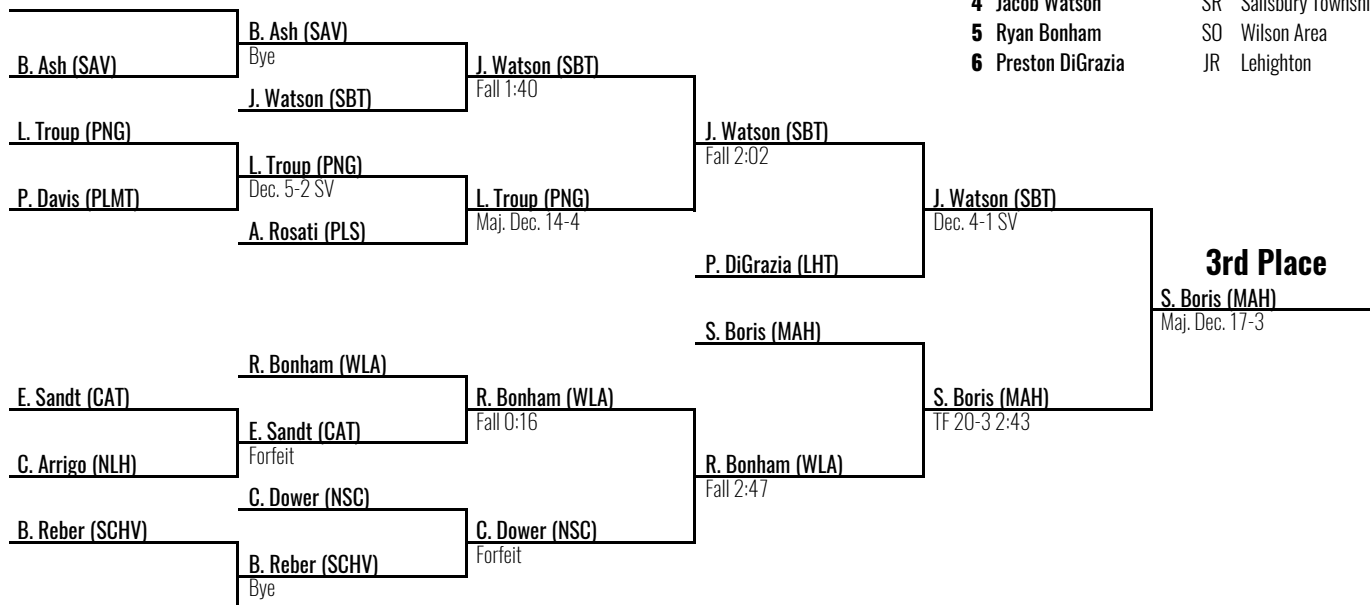 4 Jacob Watson SR Salisbury Townshi
5 Ryan Bonham SO Wilson Area
6 Preston DiGrazia JR Lehighton
B. Ash (SAV)
B. Ash (SAV)
Bye
J. Watson (SBT)
J. Watson (SBT)
Fall 1:40
L. Troup (PNG)
P. Davis (PLMT)
L. Troup (PNG)
Dec. 5-2 SV
A. Rosati (PLS)
L. Troup (PNG)
Maj. Dec. 14-4
J. Watson (SBT)
Fall 2:02
P. DiGrazia (LHT)
J. Watson (SBT)
Dec. 4-1 SV
3rd Place
S. Boris (MAH)
Maj. Dec. 17-3
S. Boris (MAH)
S. Boris (MAH)
TF 20-3 2:43
R. Bonham (WLA)
E. Sandt (CAT)
C. Arrigo (NLH)
E. Sandt (CAT)
Forfeit
R. Bonham (WLA)
Fall 0:16
R. Bonham (WLA)
Fall 2:47
C. Dower (NSC)
B. Reber (SCHV)
B. Reber (SCHV)
Bye
C. Dower (NSC)
Forfeit